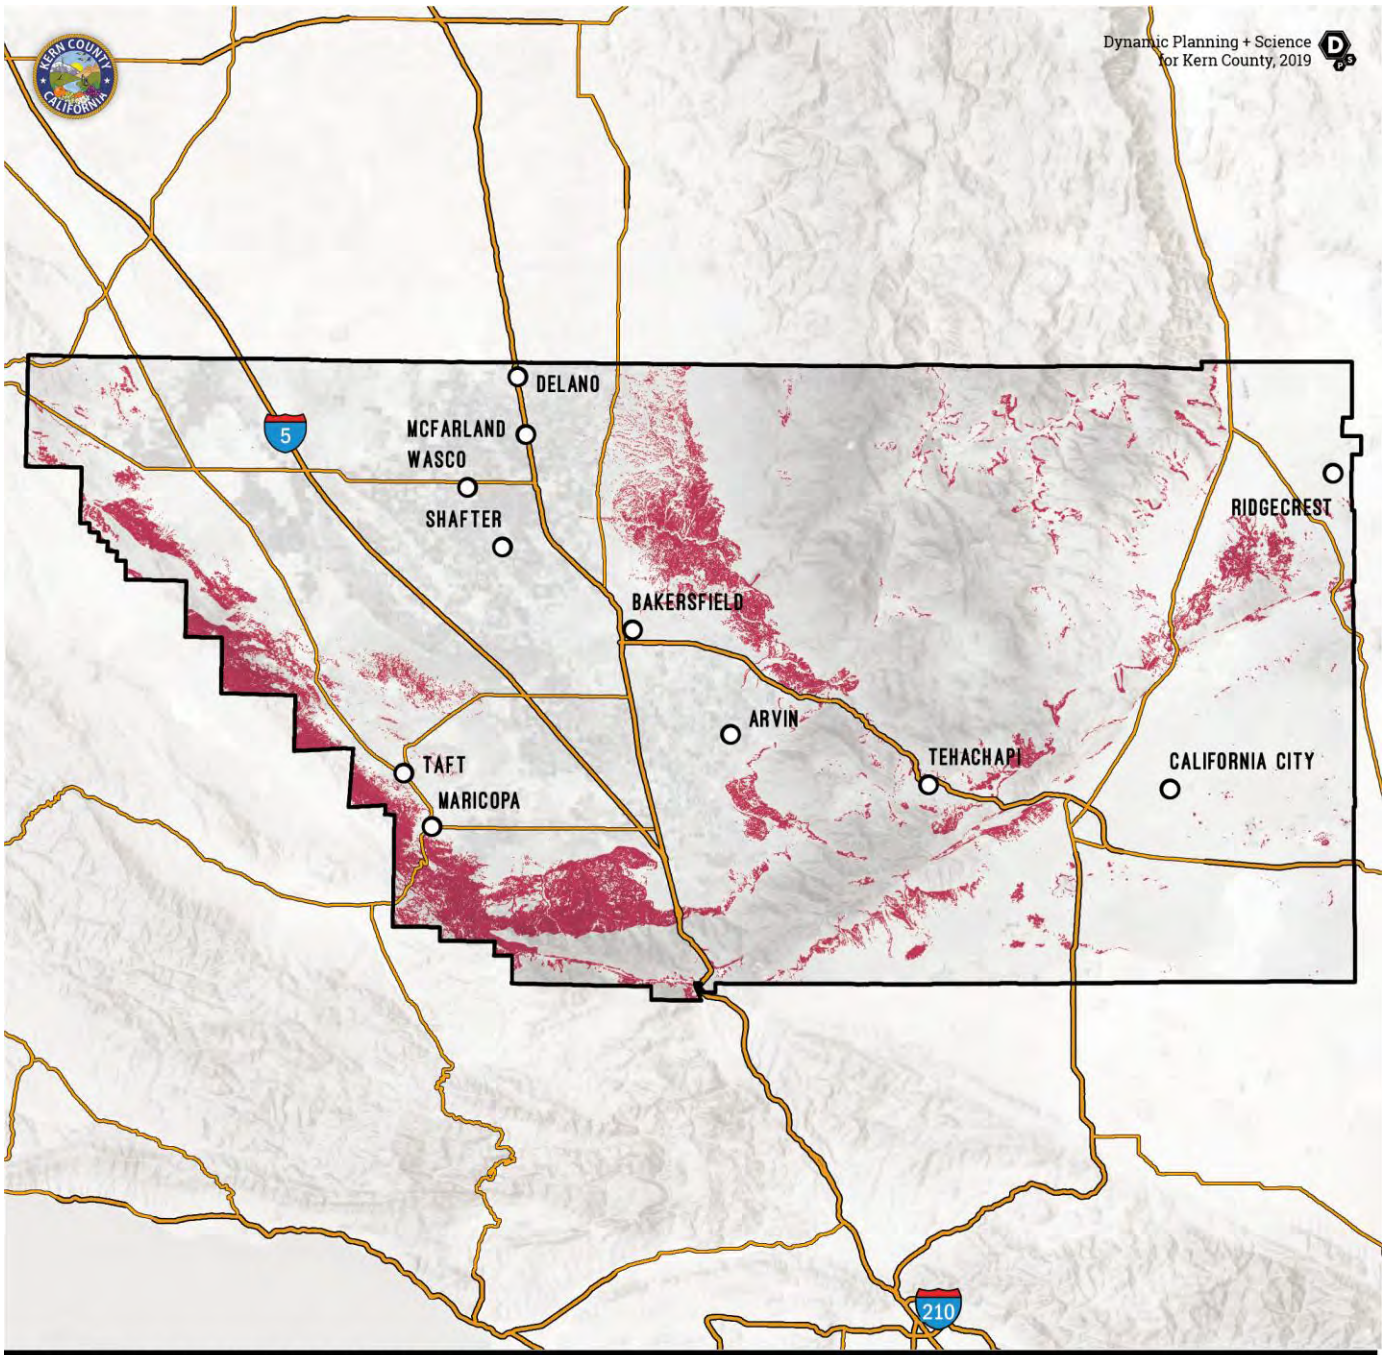 KERN COUNTY
CALIFORNIA
Dynamic Planning + Science
for Kern County, 2019
D
P S
DELANO
5
MCFARLAND
WASCO
RIDGECREST
SHAFTER
BAKERSFIELD
ARVIN
TEHACHAPI
CALIFORNIA CITY
TAFT
MARICOPA
210